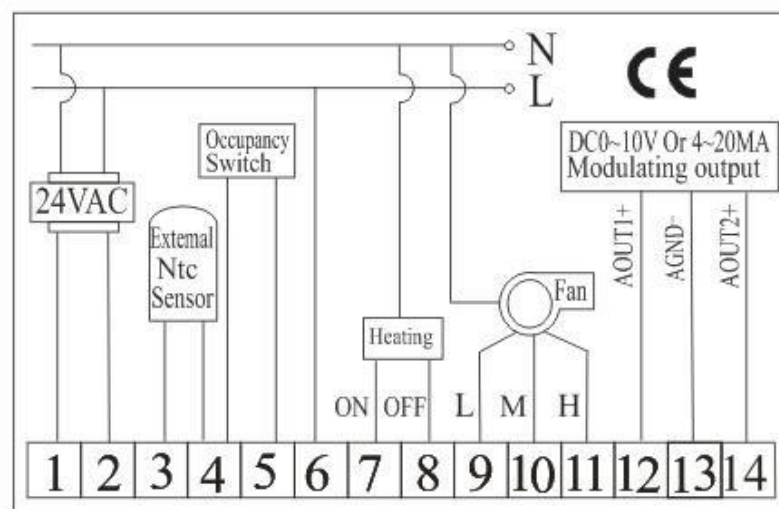 N
L
CE
Occupancy
Switch
DC0~10V Or 4~20MA
Modulating output
24VAC
External
Ntc
Sensor
AOUT1+
AGND-
AOUT2+
Fan
Heating
ON OFF L M H
1 2 3 4 5 6 7 8 9 10 11 12 13 14